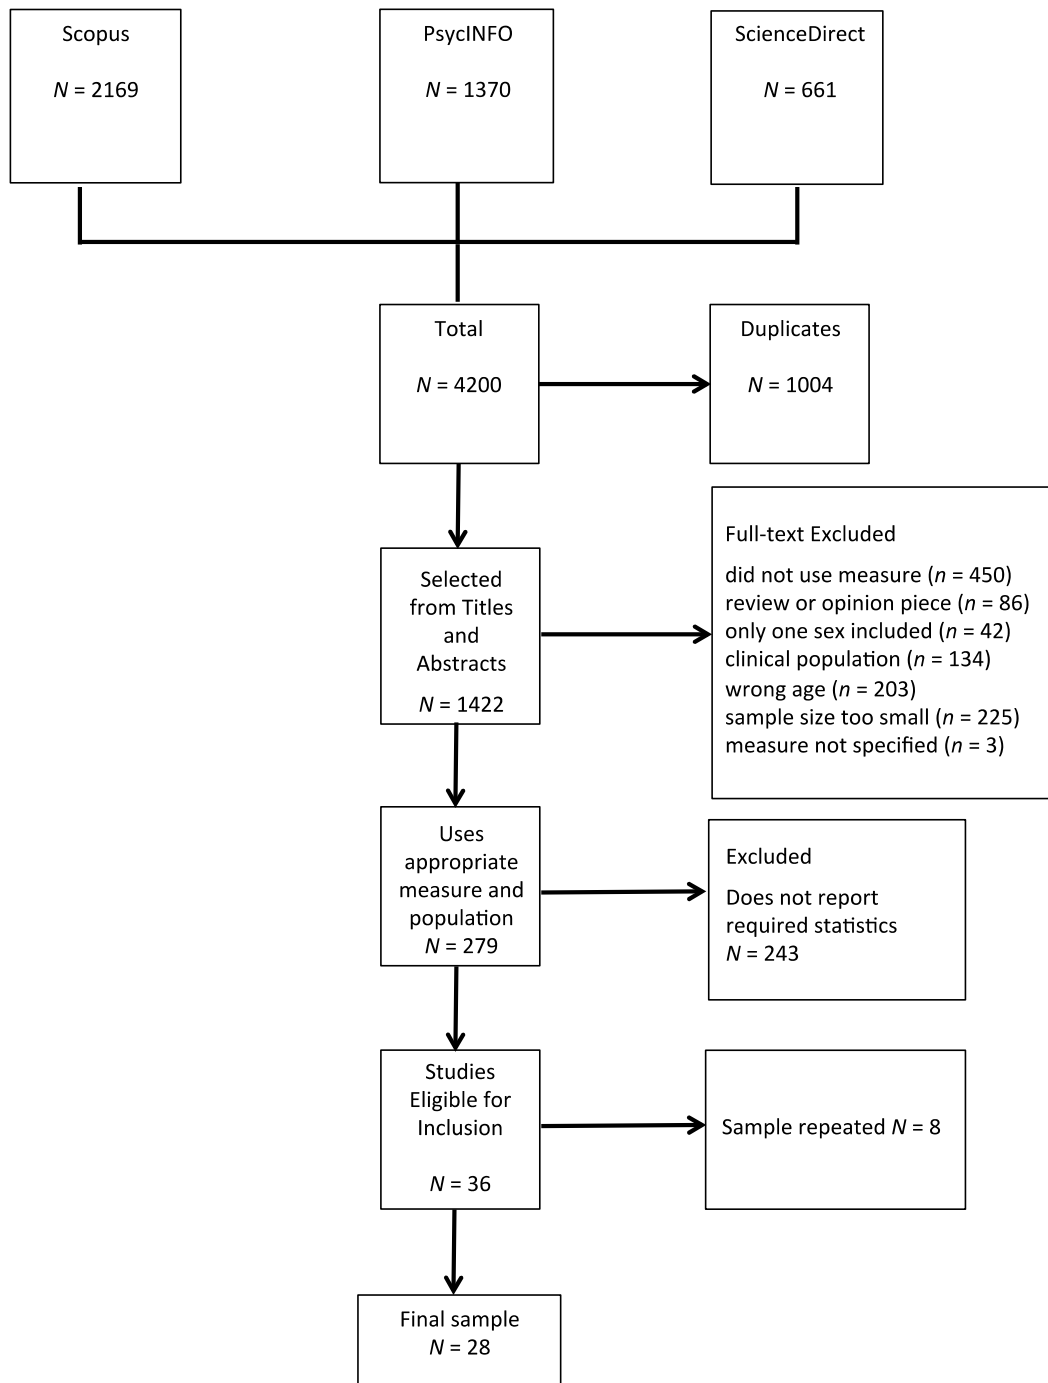 Scopus
N = 2169
PsycINFO
N = 1370
ScienceDirect
N = 661
Total
N = 4200
Duplicates
N = 1004
Selected
from Titles
and
Abstracts
N = 1422
Full-text Excluded
did not use measure (n = 450)
review or opinion piece (n = 86)
only one sex included (n = 42)
clinical population (n = 134)
wrong age (n = 203)
sample size too small (n = 225)
measure not specified (n = 3)
Uses
appropriate
measure and
population
N = 279
Excluded
Does not report
required statistics
N = 243
Studies
Eligible for
Inclusion
N = 36
Sample repeated N = 8
Final sample
N = 28